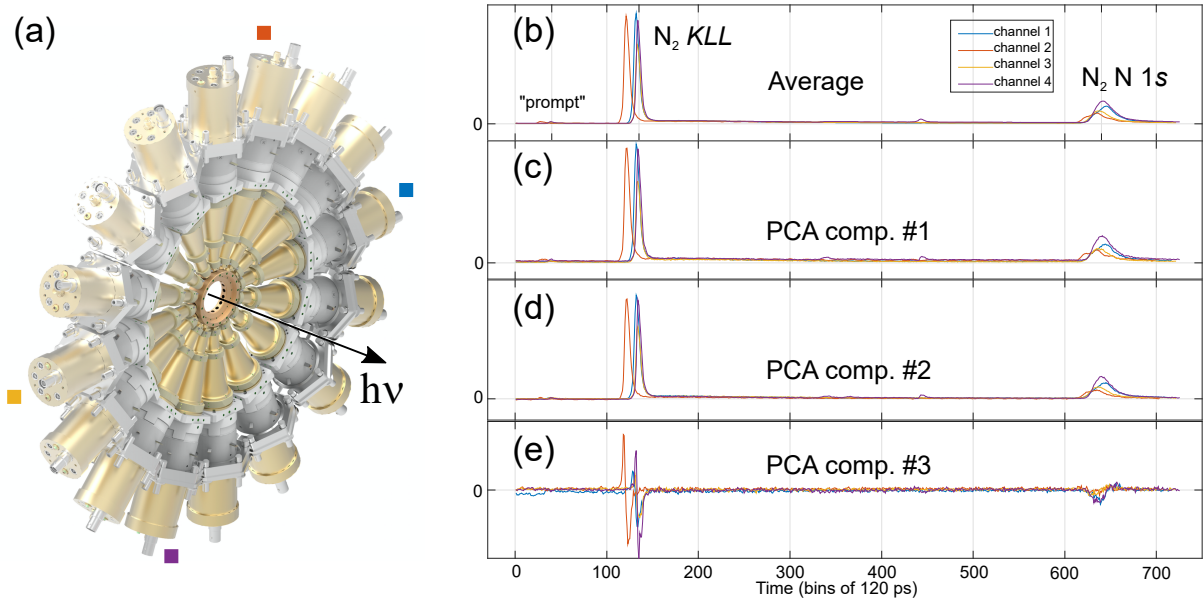 (a)
hν
(b)
N₂ KLL
"prompt"
Average
channel 1
channel 2
channel 3
channel 4
N₂ N 1s
0
(c)
PCA comp. #1
0
(d)
PCA comp. #2
0
(e)
PCA comp. #3
0
0 100 200 300 400 500 600 700
Time (bins of 120 ps)